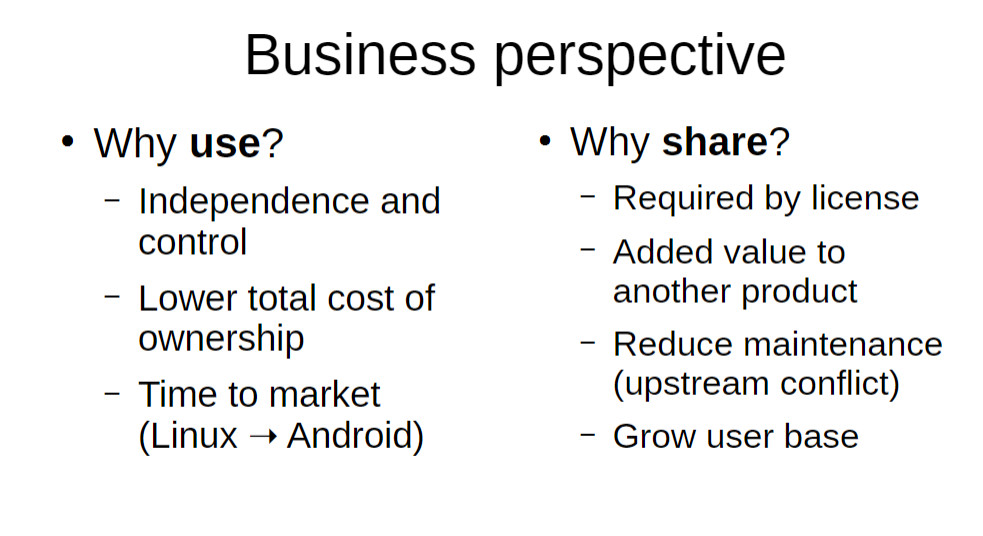 Business perspective
• Why use?
– Independence and
control
– Lower total cost of
ownership
– Time to market
(Linux → Android)
• Why share?
– Required by license
– Added value to
another product
– Reduce maintenance
(upstream conflict)
– Grow user base